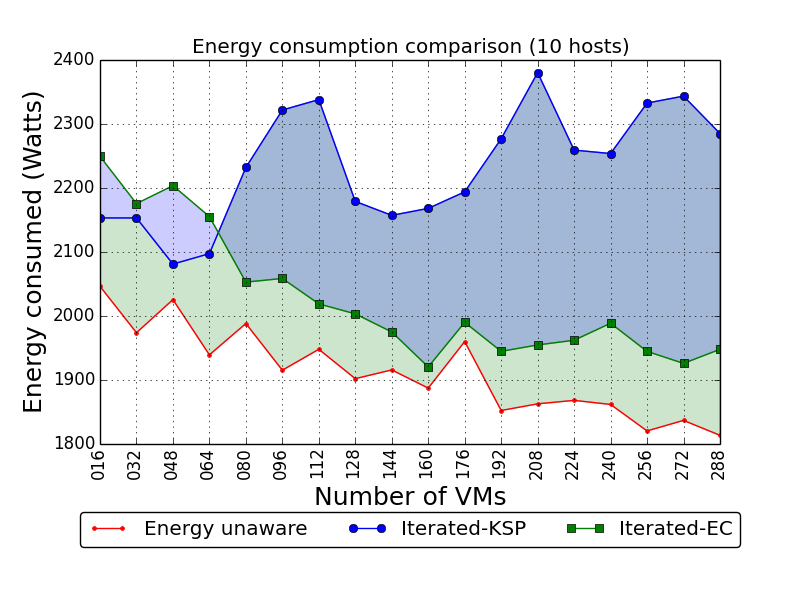 Energy consumption comparison (10 hosts)
Energy consumed (Watts)
2400
2300
2200
2100
2000
1900
1800
016 032 048 064 080 096 112 128 144 160 176 192 208 224 240 256 272 288
Number of VMs
Energy unaware Iterated-KSP Iterated-EC